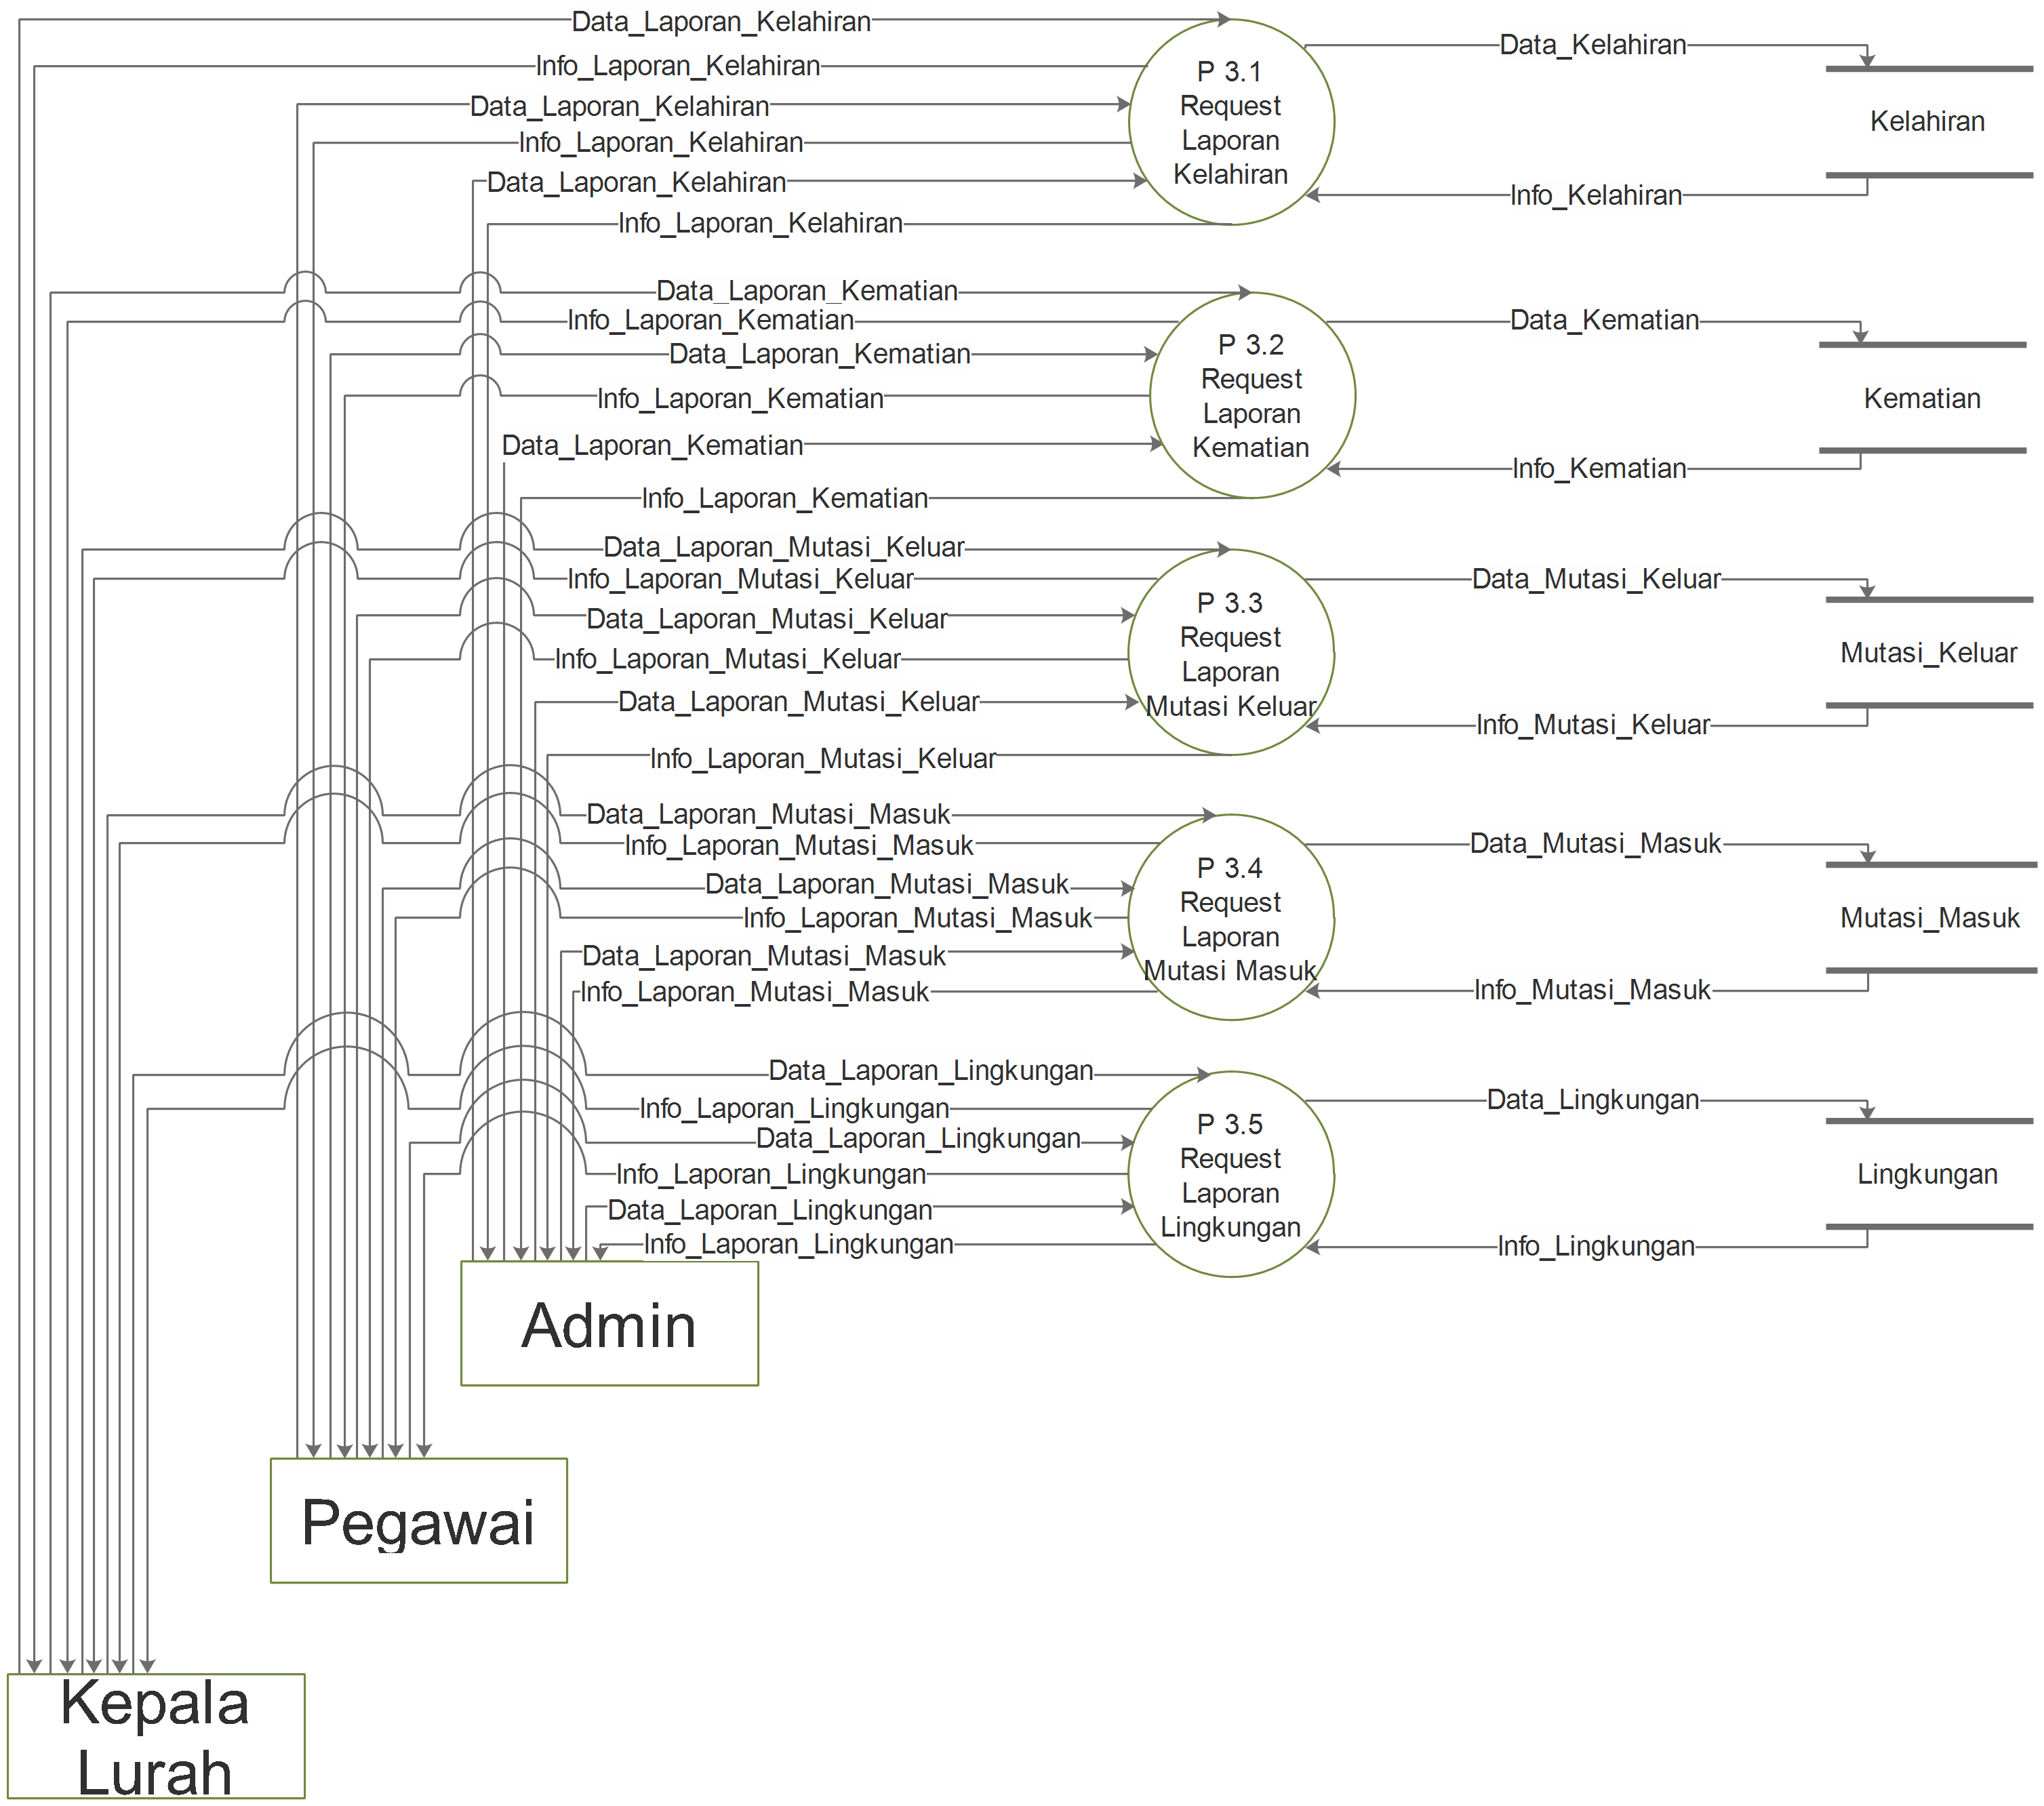 Data_Laporan_Kelahiran
Info_Laporan_Kelahiran
Data_Laporan_Kelahiran
Info_Laporan_Kelahiran
Data_Laporan_Kelahiran
Info_Laporan_Kelahiran
P 3.1
Request
Laporan
Kelahiran
Data_Kelahiran
Kelahiran
Info_Kelahiran
Data_Laporan_Kematian
Info_Laporan_Kematian
Data_Laporan_Kematian
Info_Laporan_Kematian
Data_Laporan_Kematian
Info_Laporan_Kematian
P 3.2
Request
Laporan
Kematian
Data_Kematian
Kematian
Info_Kematian
Data_Laporan_Mutasi_Keluar
Info_Laporan_Mutasi_Keluar
Data_Laporan_Mutasi_Keluar
Info_Laporan_Mutasi_Keluar
Data_Laporan_Mutasi_Keluar
Info_Laporan_Mutasi_Keluar
P 3.3
Request
Laporan
Mutasi Keluar
Data_Mutasi_Keluar
Mutasi_Keluar
Info_Mutasi_Keluar
Data_Laporan_Mutasi_Masuk
Info_Laporan_Mutasi_Masuk
Data_Laporan_Mutasi_Masuk
Info_Laporan_Mutasi_Masuk
Data_Laporan_Mutasi_Masuk
Info_Laporan_Mutasi_Masuk
P 3.4
Request
Laporan
Mutasi Masuk
Data_Mutasi_Masuk
Mutasi_Masuk
Info_Mutasi_Masuk
Data_Laporan_Lingkungan
Info_Laporan_Lingkungan
Data_Laporan_Lingkungan
Info_Laporan_Lingkungan
Data_Laporan_Lingkungan
Info_Laporan_Lingkungan
P 3.5
Request
Laporan
Lingkungan
Data_Lingkungan
Lingkungan
Info_Lingkungan
Admin
Pegawai
Kepala
Lurah